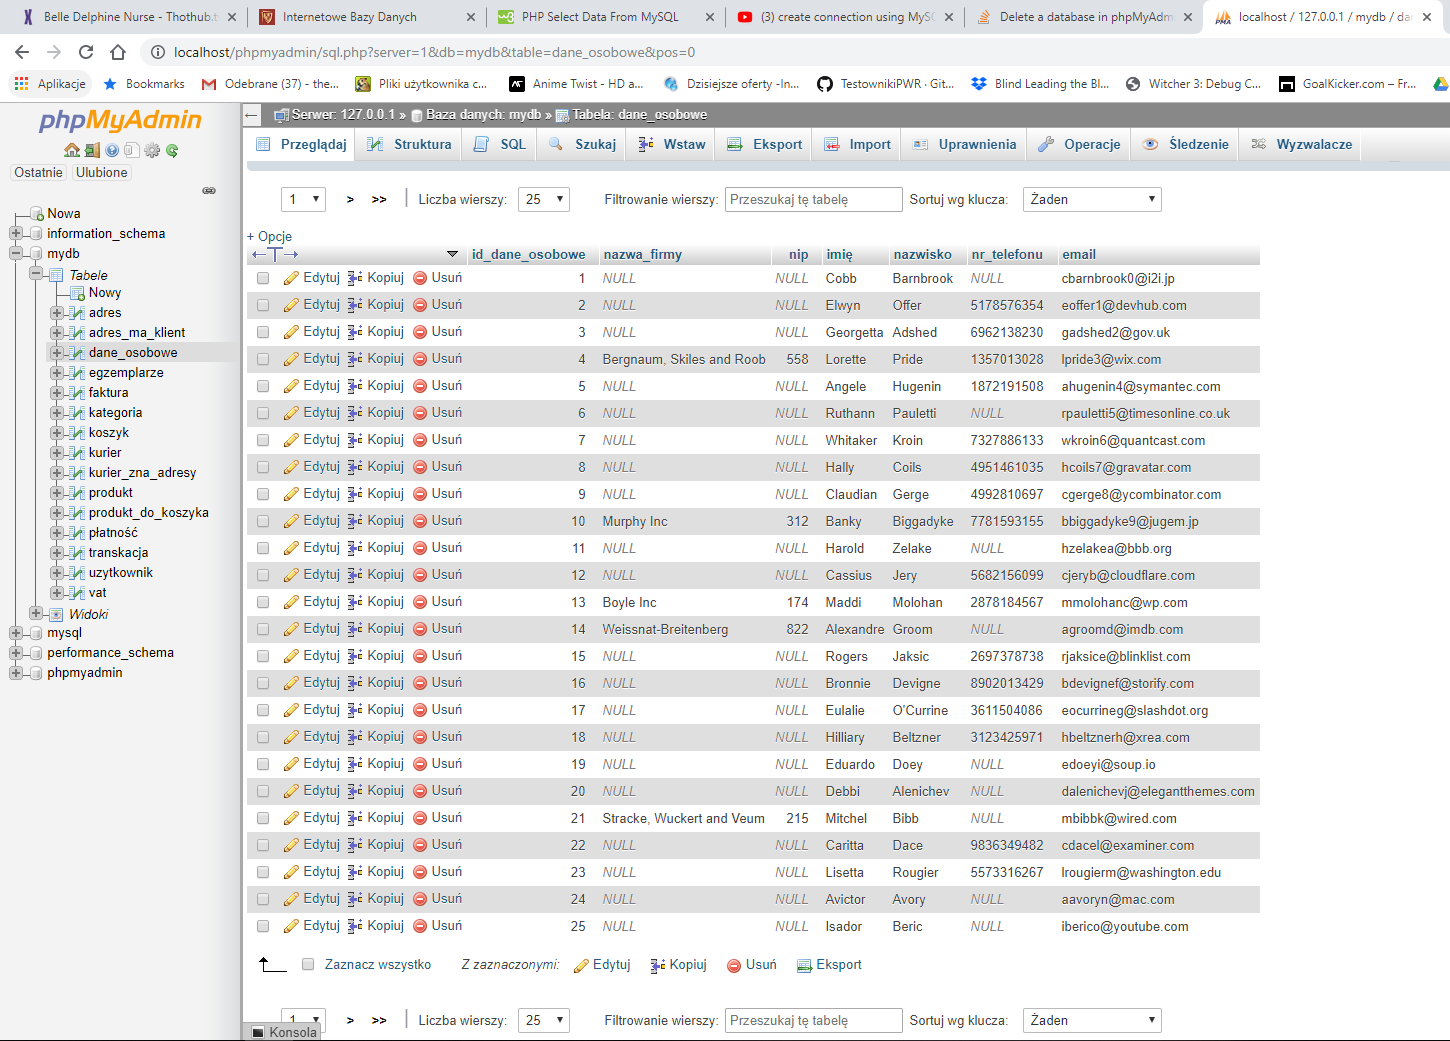 Belle Delphine Nurse - Thothub.t
Internetowe Bazy Danych
PHP Select Data From MySQL
(3) create connection using MySQ
Delete a database in phpMyAdm
localhost / 127.0.0.1 / mydb / da
localhost/phpmyadmin/sql.php?server=1&db=mydb&table=dane_osobowe&pos=0
Aplikacje
Bookmarks
Odebrane (37) - the...
Pliki użytkownika c...
Anime Twist - HD a...
Dzisiejsze oferty -In...
TestownikiPWR · Git...
Blind Leading the Bl...
Witcher 3: Debug C...
GoalKicker.com – Fr...
phpMyAdmin
Ostatnie Ulubione
Nowa
information_schema
mydb
Tabele
Nowy
adres
adres_ma_klient
dane_osobowe
egzemplarze
faktura
kategoria
koszyk
kurier
kurier_zna_adresy
produkt
produkt_do_koszyka
płatność
transkacja
uzytkownik
vat
Widoki
mysql
performance_schema
phpmyadmin
Serwer: 127.0.0.1 » Baza danych: mydb » Tabela: dane_osobowe
Przeglądaj Struktura SQL Szukaj Wstaw Eksport Import Uprawnienia Operacje Śledzenie Wyzwalacze
1 > >> Liczba wierszy: 25 Filtrowanie wierszy: Przeszukaj tę tabelę Sortuj wg klucza: Żaden
+ Opcje
id_dane_osobowe nazwa_firmy nip imię nazwisko nr_telefonu email
Edytuj Kopiuj Usuń 1 NULL NULL Cobb Barnbrook NULL cbarnbrook0@i2i.jp
Edytuj Kopiuj Usuń 2 NULL NULL Elwyn Offer 5178576354 eoffer1@devhub.com
Edytuj Kopiuj Usuń 3 NULL NULL Georgetta Adshed 6962138230 gadshed2@gov.uk
Edytuj Kopiuj Usuń 4 Bergnaum, Skiles and Roob 558 Lorette Pride 1357013028 lpride3@wix.com
Edytuj Kopiuj Usuń 5 NULL NULL Angele Hugenin 1872191508 ahugenin4@symantec.com
Edytuj Kopiuj Usuń 6 NULL NULL Ruthann Pauletti NULL rpauletti5@timesonline.co.uk
Edytuj Kopiuj Usuń 7 NULL NULL Whitaker Kroin 7327886133 wkroin6@quantcast.com
Edytuj Kopiuj Usuń 8 NULL NULL Hally Coils 4951461035 hcoils7@gravatar.com
Edytuj Kopiuj Usuń 9 NULL NULL Claudian Gerge 4992810697 cgerge8@ycombinator.com
Edytuj Kopiuj Usuń 10 Murphy Inc 312 Banky Biggadyke 7781593155 bbiggadyke9@jugem.jp
Edytuj Kopiuj Usuń 11 NULL NULL Harold Zelake NULL hzelakea@bbb.org
Edytuj Kopiuj Usuń 12 NULL NULL Cassius Jery 5682156099 cjeryb@cloudflare.com
Edytuj Kopiuj Usuń 13 Boyle Inc 174 Maddi Molohan 2878184567 mmolohanc@wp.com
Edytuj Kopiuj Usuń 14 Weissnat-Breitenberg 822 Alexandre Groom NULL agroomd@imdb.com
Edytuj Kopiuj Usuń 15 NULL NULL Rogers Jaksic 2697378738 rjaksice@blinklist.com
Edytuj Kopiuj Usuń 16 NULL NULL Bronnie Devigne 8902013429 bdevignef@storify.com
Edytuj Kopiuj Usuń 17 NULL NULL Eulalie O'Currine 3611504086 eocurrineg@slashdot.org
Edytuj Kopiuj Usuń 18 NULL NULL Hilliary Beltzner 3123425971 hbeltznerh@xrea.com
Edytuj Kopiuj Usuń 19 NULL NULL Eduardo Doey NULL edoeyi@soup.io
Edytuj Kopiuj Usuń 20 NULL NULL Debbi Alenichev NULL dalenichevj@elegantthemes.com
Edytuj Kopiuj Usuń 21 Stracke, Wuckert and Veum 215 Mitchel Bibb NULL mbibbk@wired.com
Edytuj Kopiuj Usuń 22 NULL NULL Caritta Dace 9836349482 cdacel@examiner.com
Edytuj Kopiuj Usuń 23 NULL NULL Lisetta Rougier 5573316267 lrougierm@washington.edu
Edytuj Kopiuj Usuń 24 NULL NULL Avictor Avory NULL aavoryn@mac.com
Edytuj Kopiuj Usuń 25 NULL NULL Isador Beric NULL iberico@youtube.com
Zaznacz wszystko Z zaznaczonymi: Edytuj Kopiuj Usuń Eksport
1 > >> Liczba wierszy: 25 Filtrowanie wierszy: Przeszukaj tę tabelę Sortuj wg klucza: Żaden
Konsola